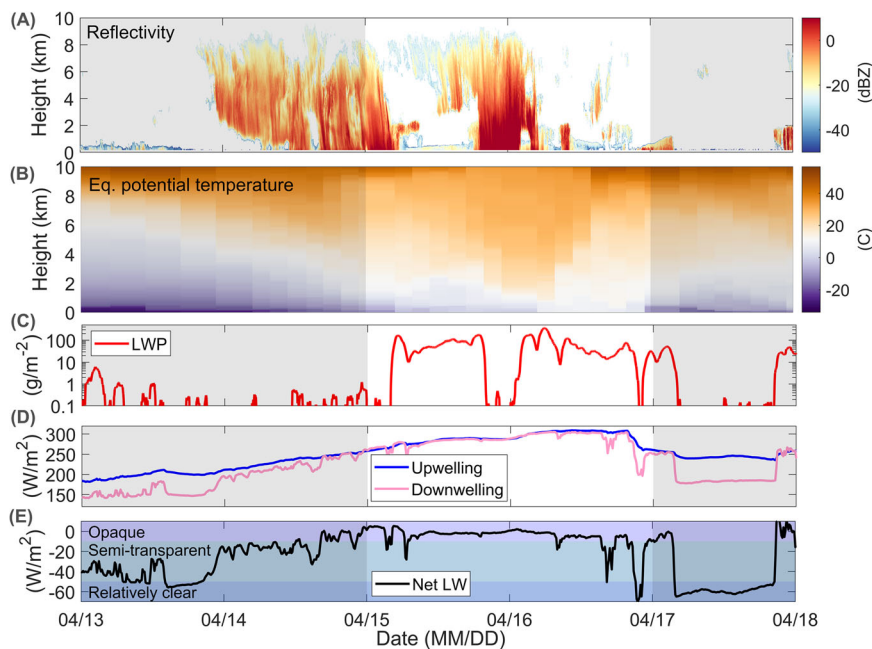 (A)
Reflectivity
Height (km)
10
8
6
4
2
0
0
-20
-40
(dBZ)
(B)
Eq. potential temperature
Height (km)
10
8
6
4
2
0
40
20
0
-20
(C)
(C)
LWP
(g/m⁻²)
100
10
1
0.1
(D)
(W/m²)
300
250
200
150
Upwelling
Downwelling
(E)
(W/m²)
0
-20
-40
-60
Opaque
Semi-transparent
Relatively clear
Net LW
04/13 04/14 04/15 04/16 04/17 04/18
Date (MM/DD)